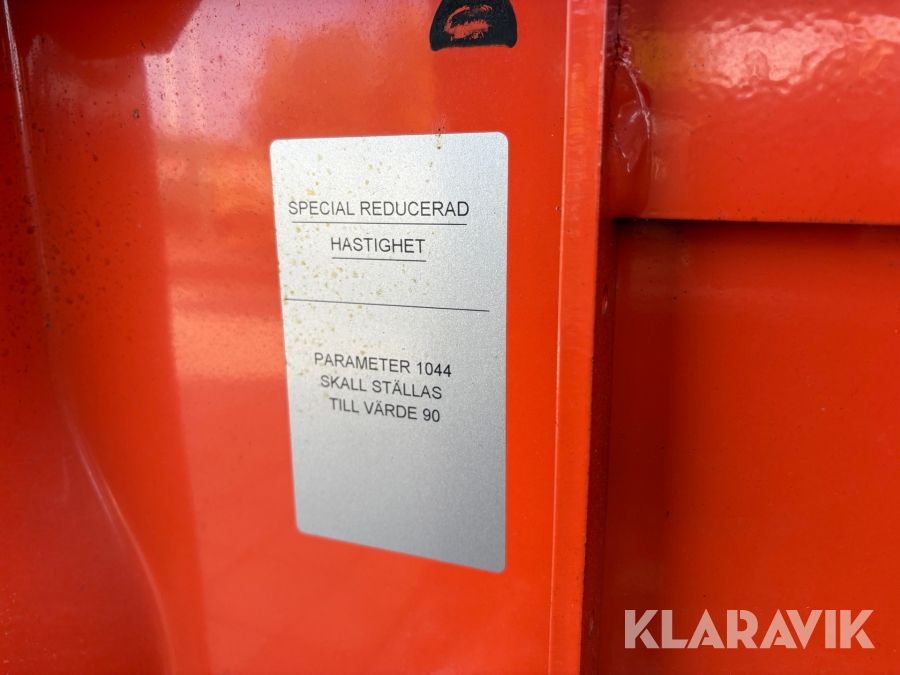 SPECIAL REDUCERAD
HASTIGHET
PARAMETER 1044
SKALL STÄLLAS
TILL VÄRDE 90
KLARAVIK